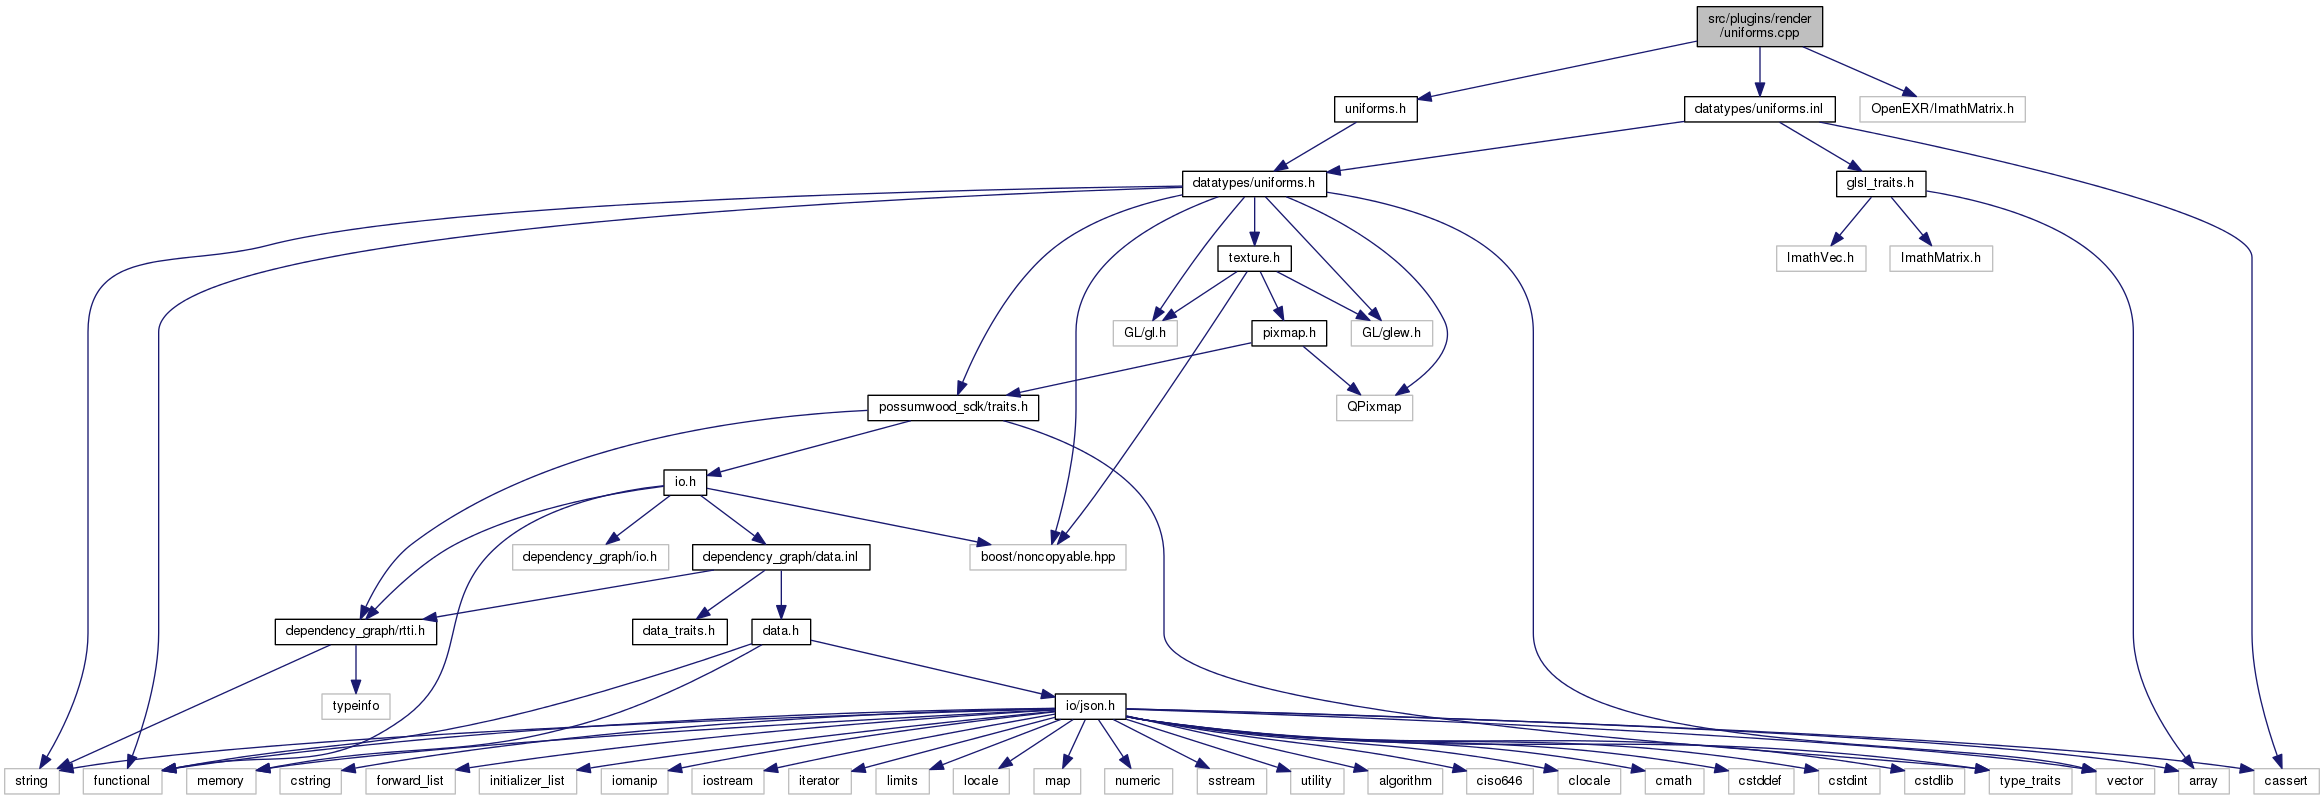 src/plugins/render
/uniforms.cpp
uniforms.h
datatypes/uniforms.inl
OpenEXR/ImathMatrix.h
datatypes/uniforms.h
glsl_traits.h
texture.h
ImathVec.h
ImathMatrix.h
GL/gl.h
pixmap.h
GL/glew.h
possumwood_sdk/traits.h
QPixmap
io.h
dependency_graph/io.h
dependency_graph/data.inl
boost/noncopyable.hpp
dependency_graph/rtti.h
data_traits.h
data.h
typeinfo
io/json.h
string
functional
memory
cstring
forward_list
initializer_list
iomanip
iostream
iterator
limits
locale
map
numeric
sstream
utility
algorithm
ciso646
clocale
cmath
cstddef
cstdint
cstdlib
type_traits
vector
array
cassert